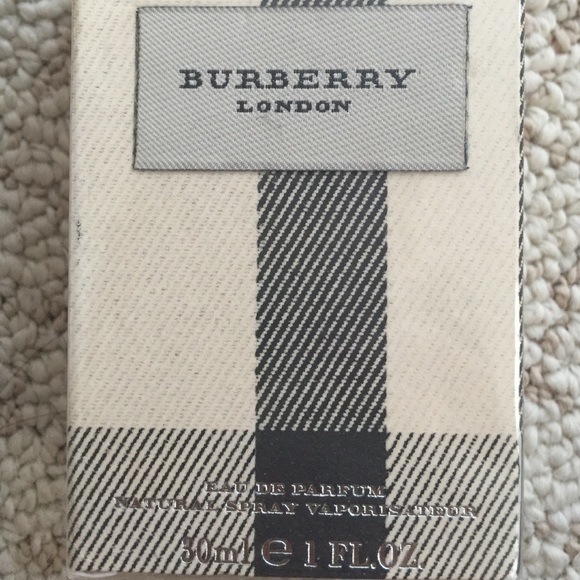 BURBERRY
LONDON
EAU DE PARFUM
NATURAL SPRAY VAPORISATEUR
30ml ℮ 1 FL.OZ.